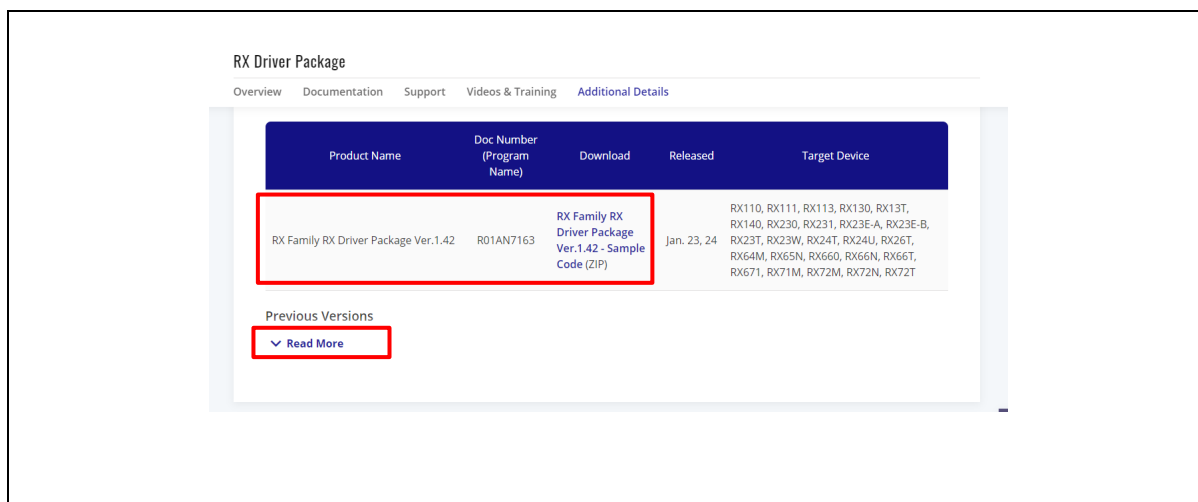 RX Driver Package
Overview Documentation Support Videos & Training Additional Details
Product Name
Doc Number
(Program
Name)
Download
Released
Target Device
RX Family RX Driver Package Ver.1.42
R01AN7163
RX Family RX
Driver Package
Ver.1.42 - Sample
Code (ZIP)
Jan. 23, 24
RX110, RX111, RX113, RX130, RX13T,
RX140, RX230, RX231, RX23E-A, RX23E-B,
RX23T, RX23W, RX24T, RX24U, RX26T,
RX64M, RX65N, RX660, RX66N, RX66T,
RX671, RX71M, RX72M, RX72N, RX72T
Previous Versions
Read More